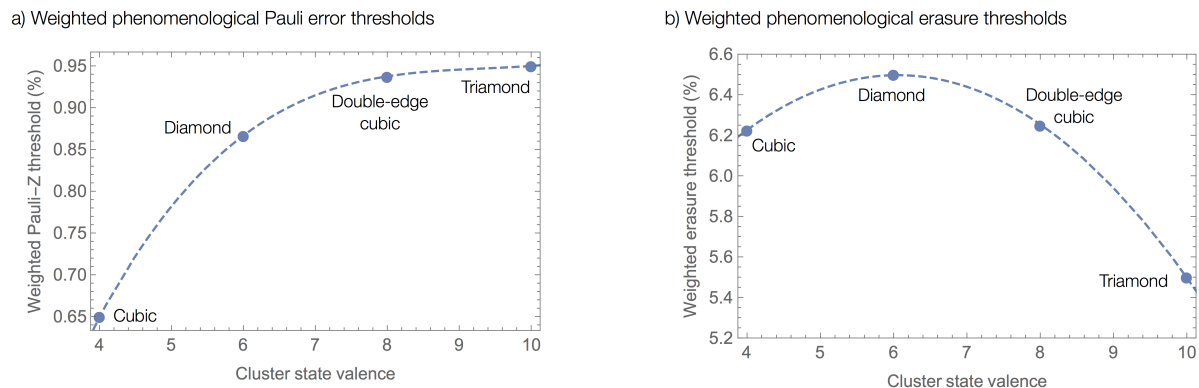 a) Weighted phenomenological Pauli error thresholds
Weighted Pauli−Z threshold (%)
0.95
0.90
0.85
0.80
0.75
0.70
0.65
Cubic
Diamond
Double-edge
cubic
Triamond
4 5 6 7 8 9 10
Cluster state valence
b) Weighted phenomenological erasure thresholds
Weighted erasure threshold (%)
6.6
6.4
6.2
6.0
5.8
5.6
5.4
5.2
Cubic
Diamond
Double-edge
cubic
Triamond
4 5 6 7 8 9 10
Cluster state valence